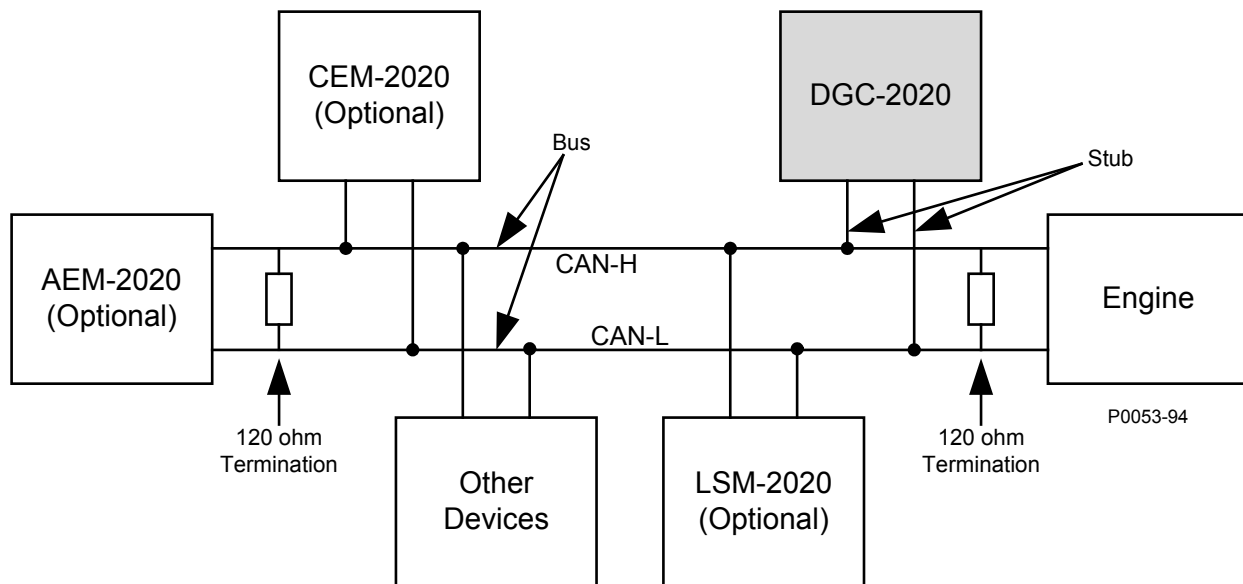 CEM-2020
(Optional)
DGC-2020
Bus
Stub
AEM-2020
(Optional)
CAN-H
CAN-L
Engine
120 ohm
Termination
Other
Devices
LSM-2020
(Optional)
120 ohm
Termination
P0053-94